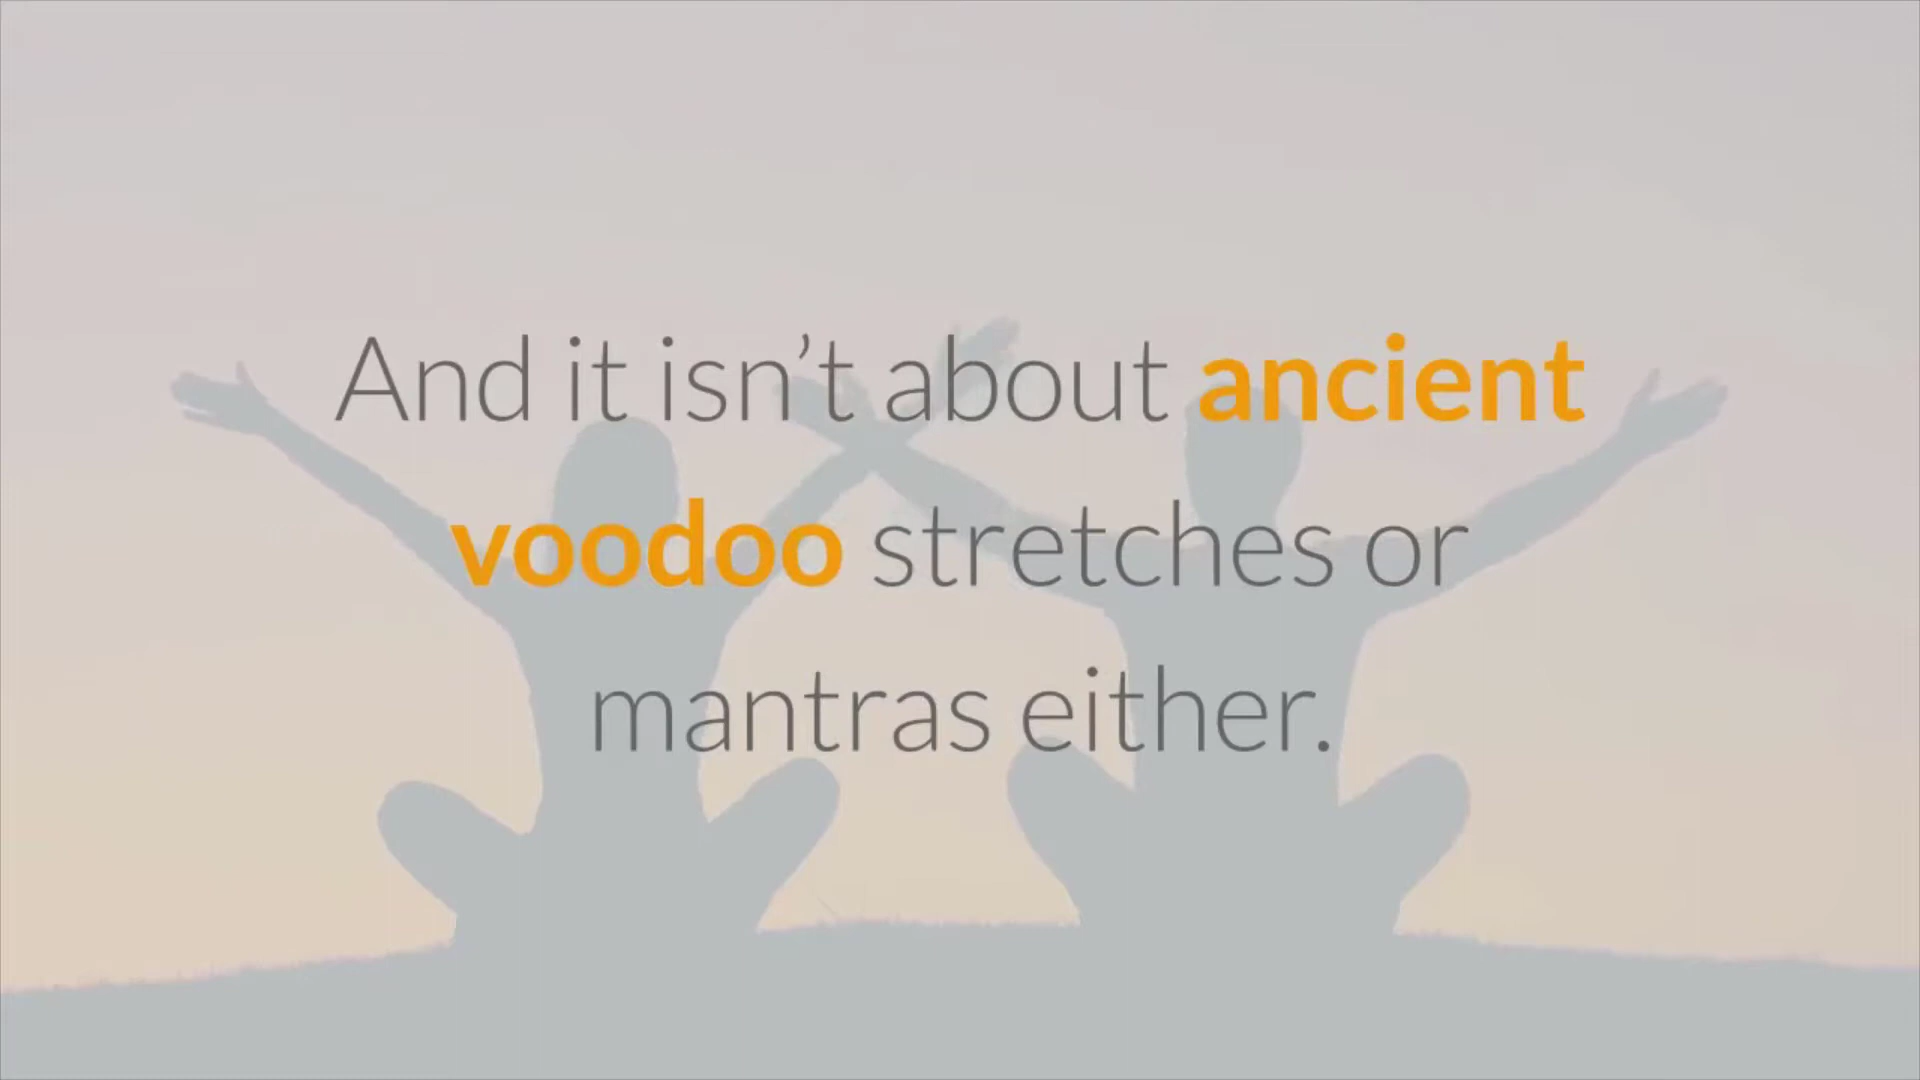 And it isn’t about ancient
voodoo stretches or
mantras either.